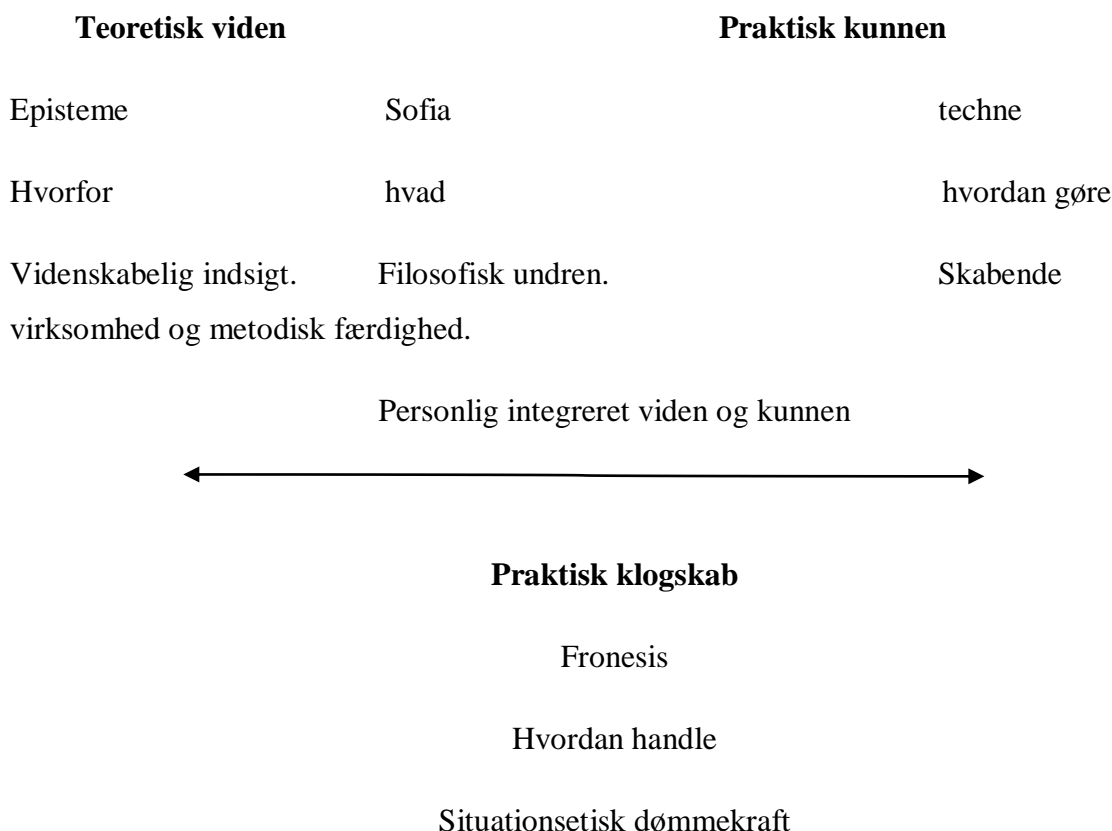 Teoretisk viden Praktisk kunnen
Episteme Sofia techne
Hvorfor hvad hvordan gøre
Videnskabelig indsigt. Filosofisk undren. Skabende
virksomhed og metodisk færdighed.
Personlig integreret viden og kunnen
Praktisk klogskab
Fronesis
Hvordan handle
Situationsetisk dømmekraft